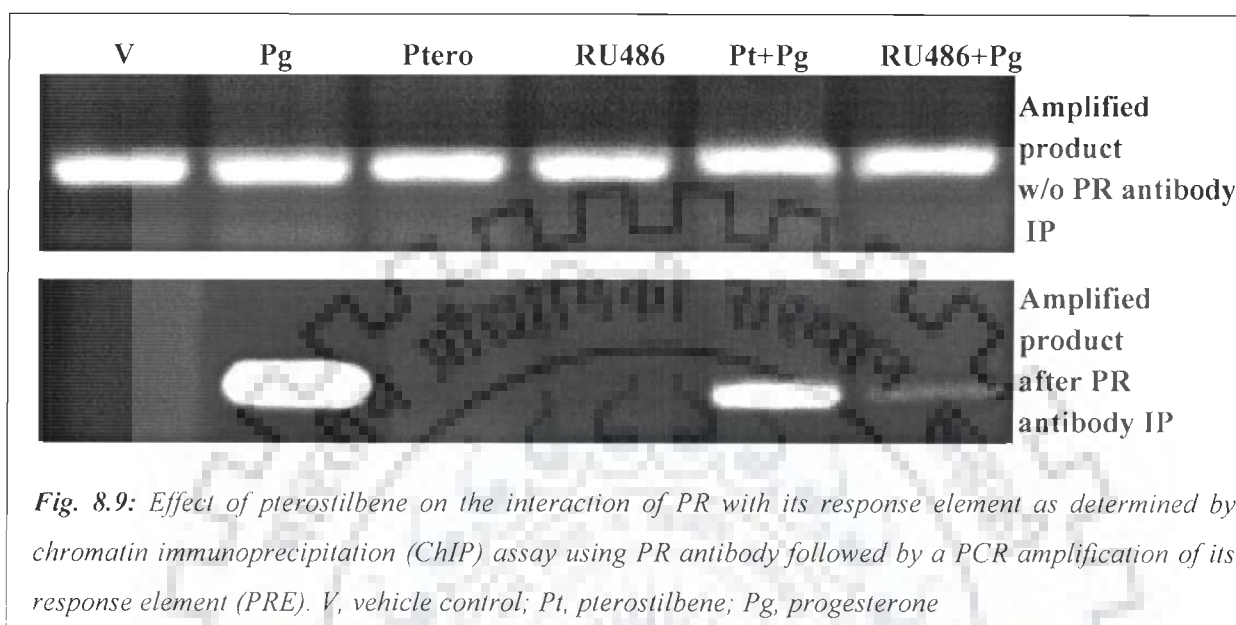 V Pg Ptero RU486 Pt+Pg RU486+Pg
Amplified
product
w/o PR antibody
IP
Amplified
product
after PR
antibody IP
Fig. 8.9: Effect of pterostilbene on the interaction of PR with its response element as determined by
chromatin immunoprecipitation (ChIP) assay using PR antibody followed by a PCR amplification of its
response element (PRE). V, vehicle control; Pt, pterostilbene; Pg, progesterone